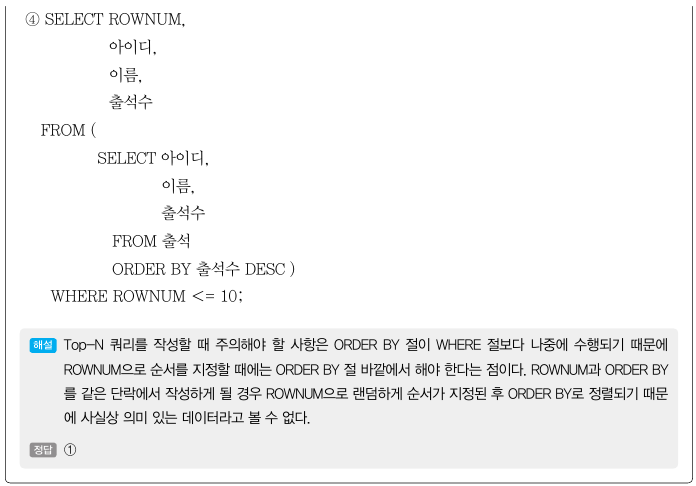 ④ SELECT ROWNUM,
아이디,
이름,
출석수
FROM (
SELECT 아이디,
이름,
출석수
FROM 출석
ORDER BY 출석수 DESC )
WHERE ROWNUM <= 10;
해설 Top-N 쿼리를 작성할 때 주의해야 할 사항은 ORDER BY 절이 WHERE 절보다 나중에 수행되기 때문에
ROWNUM으로 순서를 지정할 때에는 ORDER BY 절 바깥에서 해야 한다는 점이다. ROWNUM과 ORDER BY
를 같은 단락에서 작성하게 될 경우 ROWNUM으로 랜덤하게 순서가 지정된 후 ORDER BY로 정렬되기 때문
에 사실상 의미 있는 데이터라고 볼 수 없다.
정답 ①